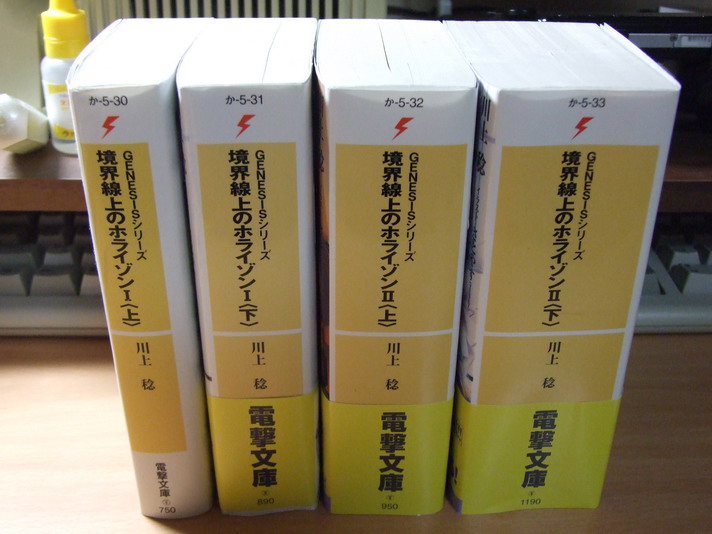 か-5-30
GENESISシリーズ
境界線上のホライゾンI〈上〉
川上 稔
電撃文庫
750
か-5-31
GENESISシリーズ
境界線上のホライゾンI〈下〉
川上 稔
電撃文庫
890
か-5-32
GENESISシリーズ
境界線上のホライゾンII〈上〉
川上 稔
電撃文庫
950
か-5-33
GENESISシリーズ
境界線上のホライゾンII〈下〉
川上 稔
電撃文庫
1190
川上 稔